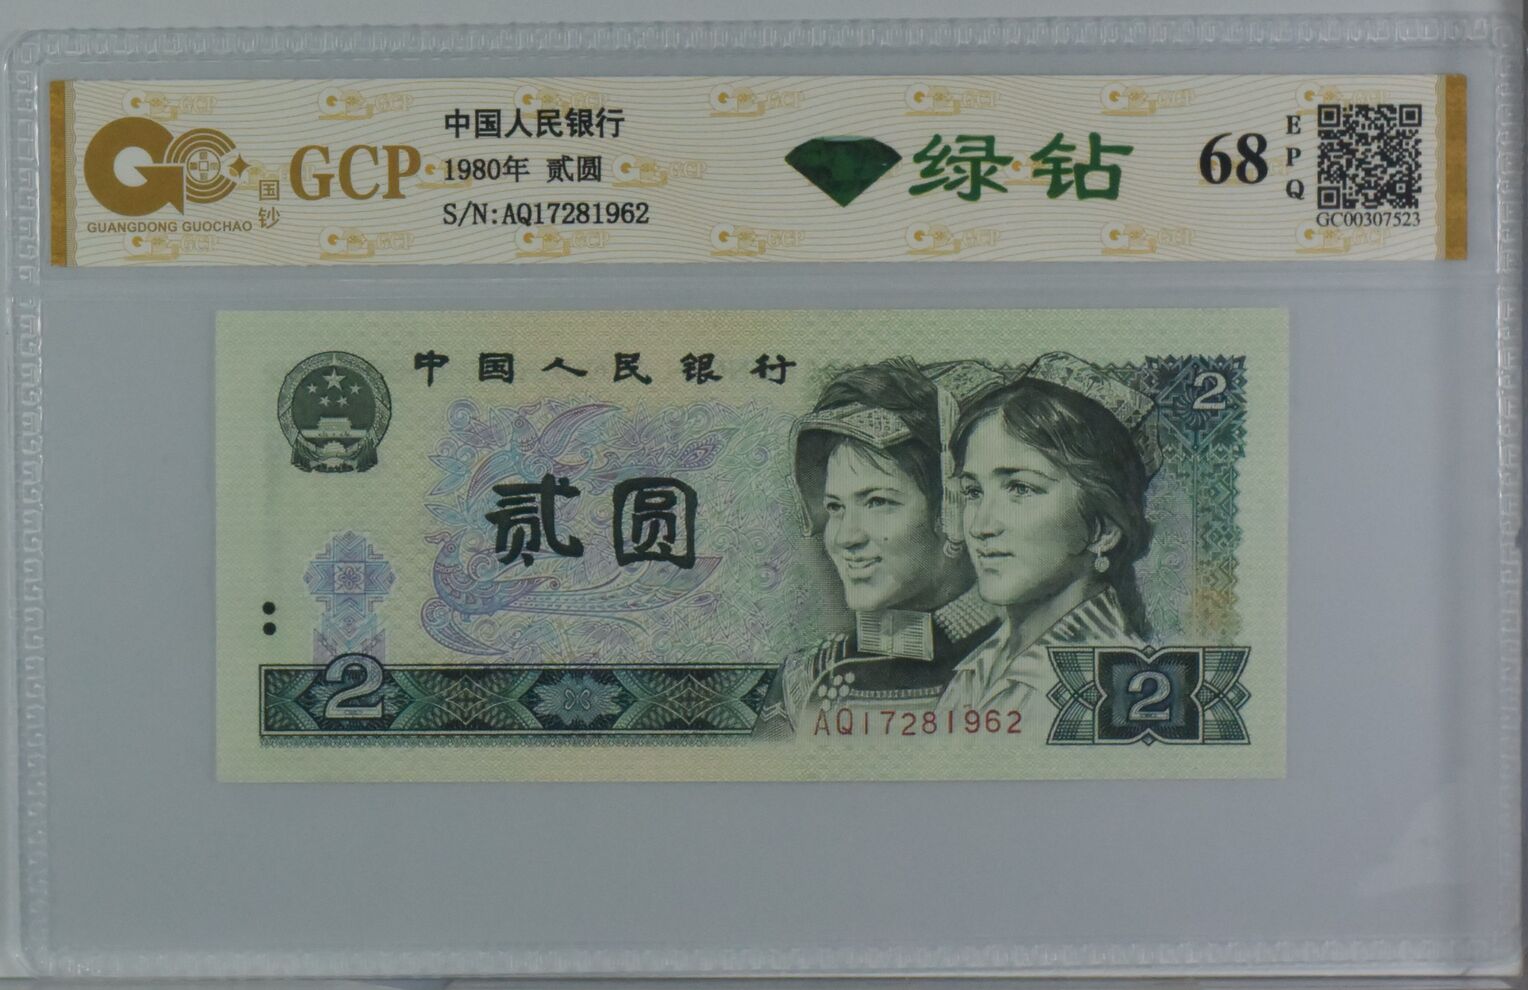 GCP
国钞
GUANGDONG GUOCHAO
中国人民银行
1980年 贰圆
S/N:AQ17281962
绿钻
68
EPQ
GC00307523
中国人民银行
2
贰圆
2
AQ17281962
2